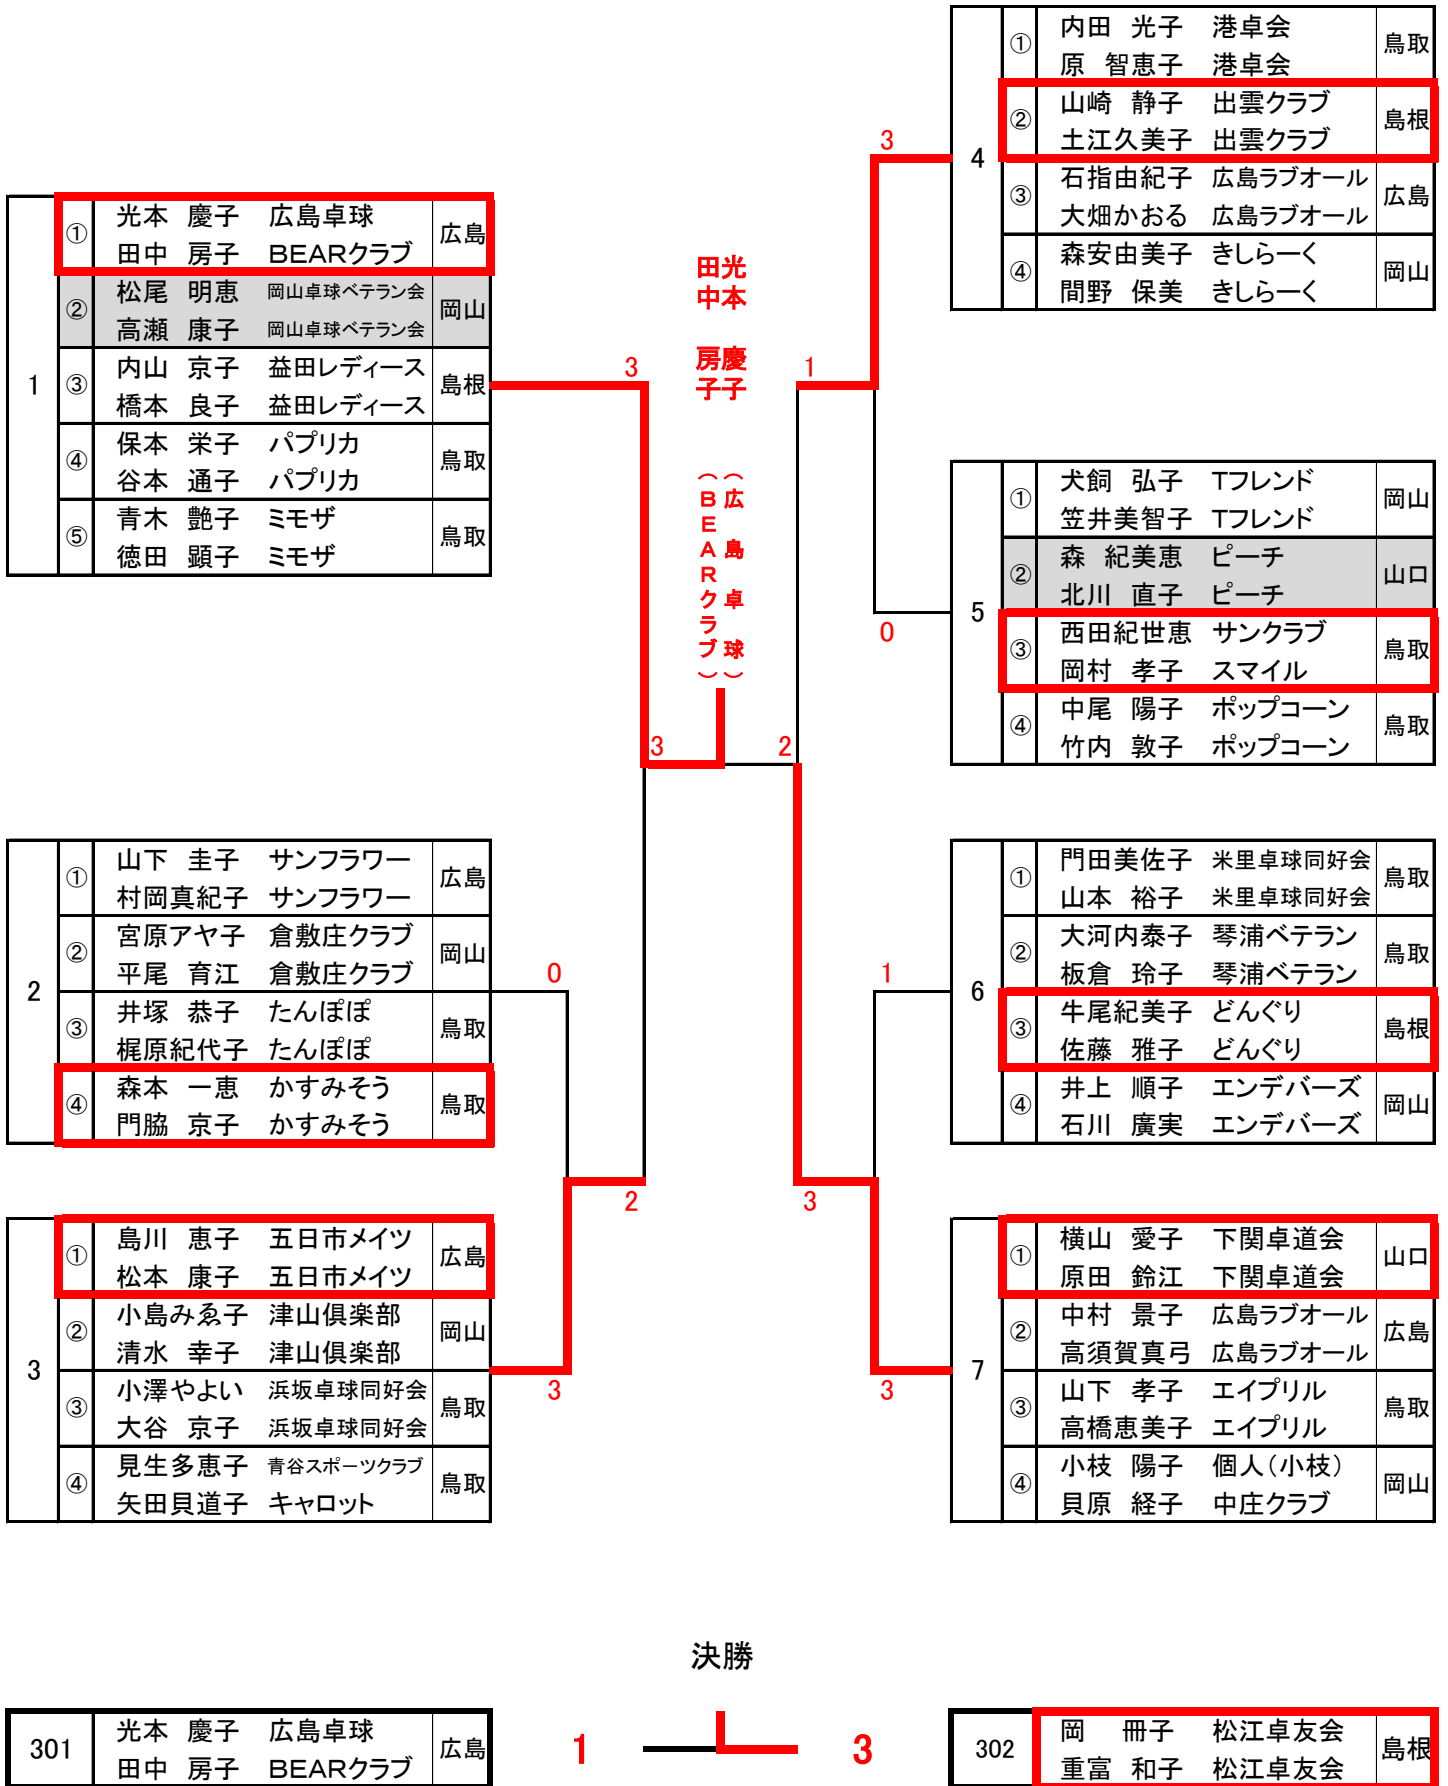 1
① 光本 慶子 広島卓球 広島
田中 房子 BEARクラブ
② 松尾 明恵 岡山卓球ベテラン会 岡山
高瀬 康子 岡山卓球ベテラン会
③ 内山 京子 益田レディース 島根
橋本 良子 益田レディース
④ 保本 栄子 パプリカ 鳥取
谷本 通子 パプリカ
⑤ 青木 艶子 ミモザ 鳥取
徳田 顕子 ミモザ
2
① 山下 圭子 サンフラワー 広島
村岡真紀子 サンフラワー
② 宮原アヤ子 倉敷庄クラブ 岡山
平尾 育江 倉敷庄クラブ
③ 井塚 恭子 たんぽぽ 鳥取
梶原紀代子 たんぽぽ
④ 森本 一恵 かすみそう 鳥取
門脇 京子 かすみそう
3
① 島川 恵子 五日市メイツ 広島
松本 康子 五日市メイツ
② 小島みゑ子 津山倶楽部 岡山
清水 幸子 津山倶楽部
③ 小澤やよい 浜坂卓球同好会 鳥取
大谷 京子 浜坂卓球同好会
④ 見生多恵子 青谷スポーツクラブ 鳥取
矢田貝道子 キャロット
3
0
3
2
3
光本 慶子 (広島卓球)
田中 房子 (BEARクラブ)
2
1
3
3
0
1
3
4
① 内田 光子 港卓会 鳥取
原 智恵子 港卓会
② 山崎 静子 出雲クラブ 島根
土江久美子 出雲クラブ
③ 石指由紀子 広島ラブオール 広島
大畑かおる 広島ラブオール
④ 森安由美子 きしらーく 岡山
間野 保美 きしらーく
5
① 犬飼 弘子 Tフレンド 岡山
笠井美智子 Tフレンド
② 森 紀美恵 ピーチ 山口
北川 直子 ピーチ
③ 西田紀世恵 サンクラブ 鳥取
岡村 孝子 スマイル
④ 中尾 陽子 ポップコーン 鳥取
竹内 敦子 ポップコーン
6
① 門田美佐子 米里卓球同好会 鳥取
山本 裕子 米里卓球同好会
② 大河内泰子 琴浦ベテラン 鳥取
板倉 玲子 琴浦ベテラン
③ 牛尾紀美子 どんぐり 島根
佐藤 雅子 どんぐり
④ 井上 順子 エンデバーズ 岡山
石川 廣実 エンデバーズ
7
① 横山 愛子 下関卓道会 山口
原田 鈴江 下関卓道会
② 中村 景子 広島ラブオール 広島
高須賀真弓 広島ラブオール
③ 山下 孝子 エイプリル 鳥取
高橋恵美子 エイプリル
④ 小枝 陽子 個人(小枝) 岡山
貝原 経子 中庄クラブ
決勝
301 光本 慶子 広島卓球 広島
田中 房子 BEARクラブ
1
3
302 岡 冊子 松江卓友会 島根
重富 和子 松江卓友会